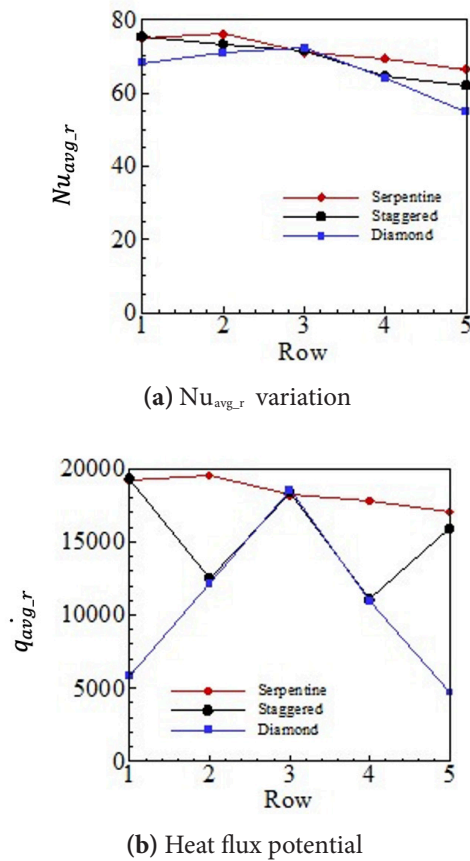 80
60
40
20
0
Nu_avg_r
Serpentine
Staggered
Diamond
1 2 3 4 5
Row
(a) Nu_avg_r variation
20000
15000
10000
5000
0
q̇_avg_r
Serpentine
Staggered
Diamond
1 2 3 4 5
Row
(b) Heat flux potential